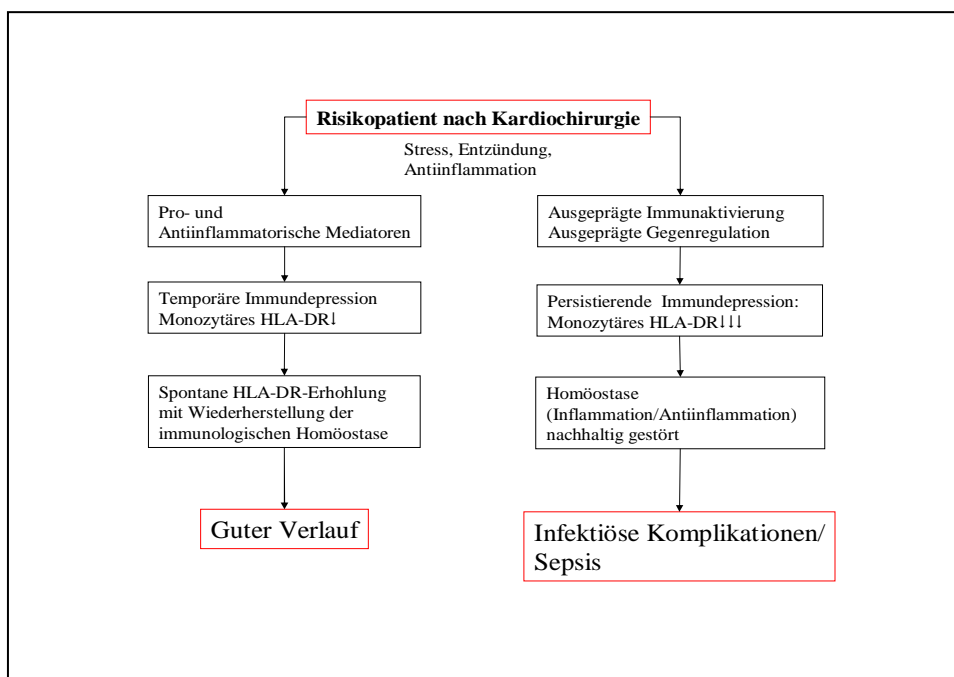 Risikopatient nach Kardiochirurgie
Stress, Entzündung,
Antiinflammation
Pro- und
Antiinflammatorische Mediatoren
Temporäre Immundepression
Monozytäres HLA-DR↓
Spontane HLA-DR-Erhohlung
mit Wiederherstellung der
immunologischen Homöostase
Guter Verlauf
Ausgeprägte Immunaktivierung
Ausgeprägte Gegenregulation
Persistierende Immundepression:
Monozytäres HLA-DR↓↓↓
Homöostase
(Inflammation/Antiinflammation)
nachhaltig gestört
Infektiöse Komplikationen/
Sepsis